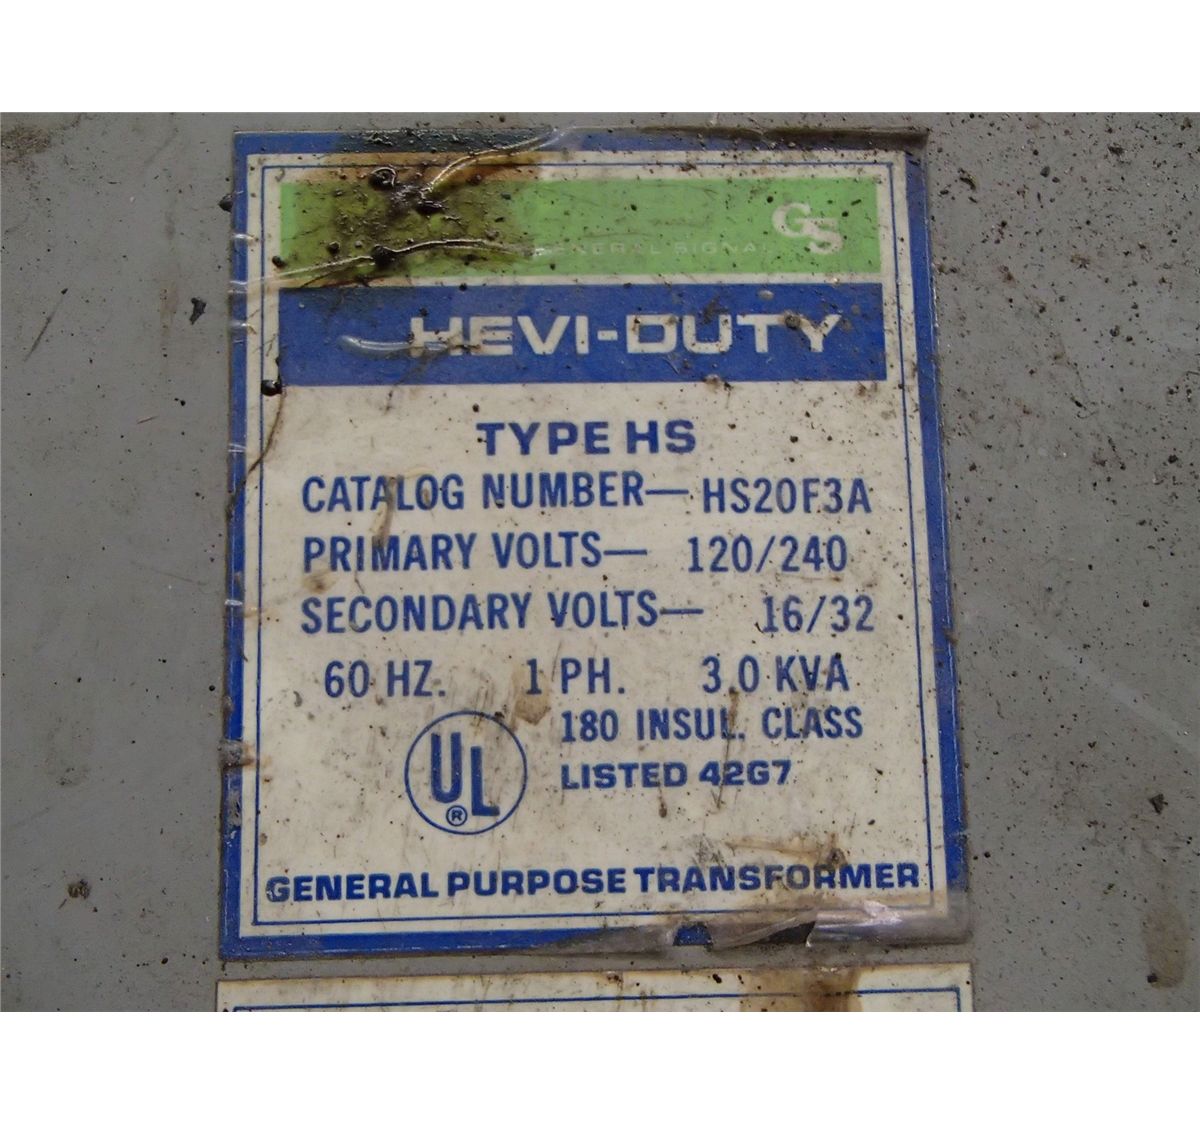 GS
GENERAL SIGNAL
HEVI-DUTY
TYPE HS
CATALOG NUMBER— HS20F3A
PRIMARY VOLTS— 120/240
SECONDARY VOLTS— 16/32
60 HZ. 1 PH. 3.0 KVA
180 INSUL. CLASS
UL®
LISTED 42G7
GENERAL PURPOSE TRANSFORMER